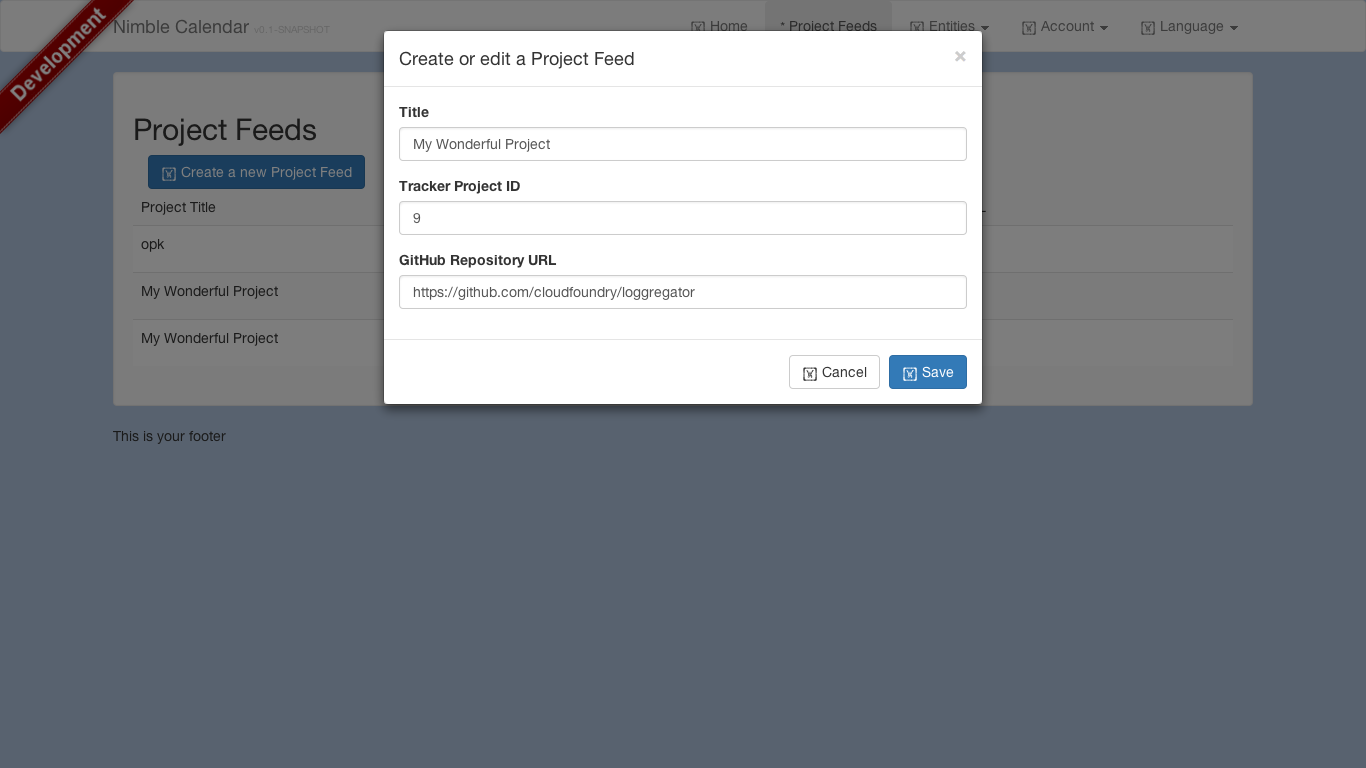 Development
Nimble Calendar v0.1-SNAPSHOT
Home
* Project Feeds
Entities
Account
Language
Create or edit a Project Feed
×
Title
My Wonderful Project
Tracker Project ID
9
GitHub Repository URL
https://github.com/cloudfoundry/loggregator
Cancel
Save
Project Feeds
Create a new Project Feed
Project Title
opk
My Wonderful Project
My Wonderful Project
This is your footer